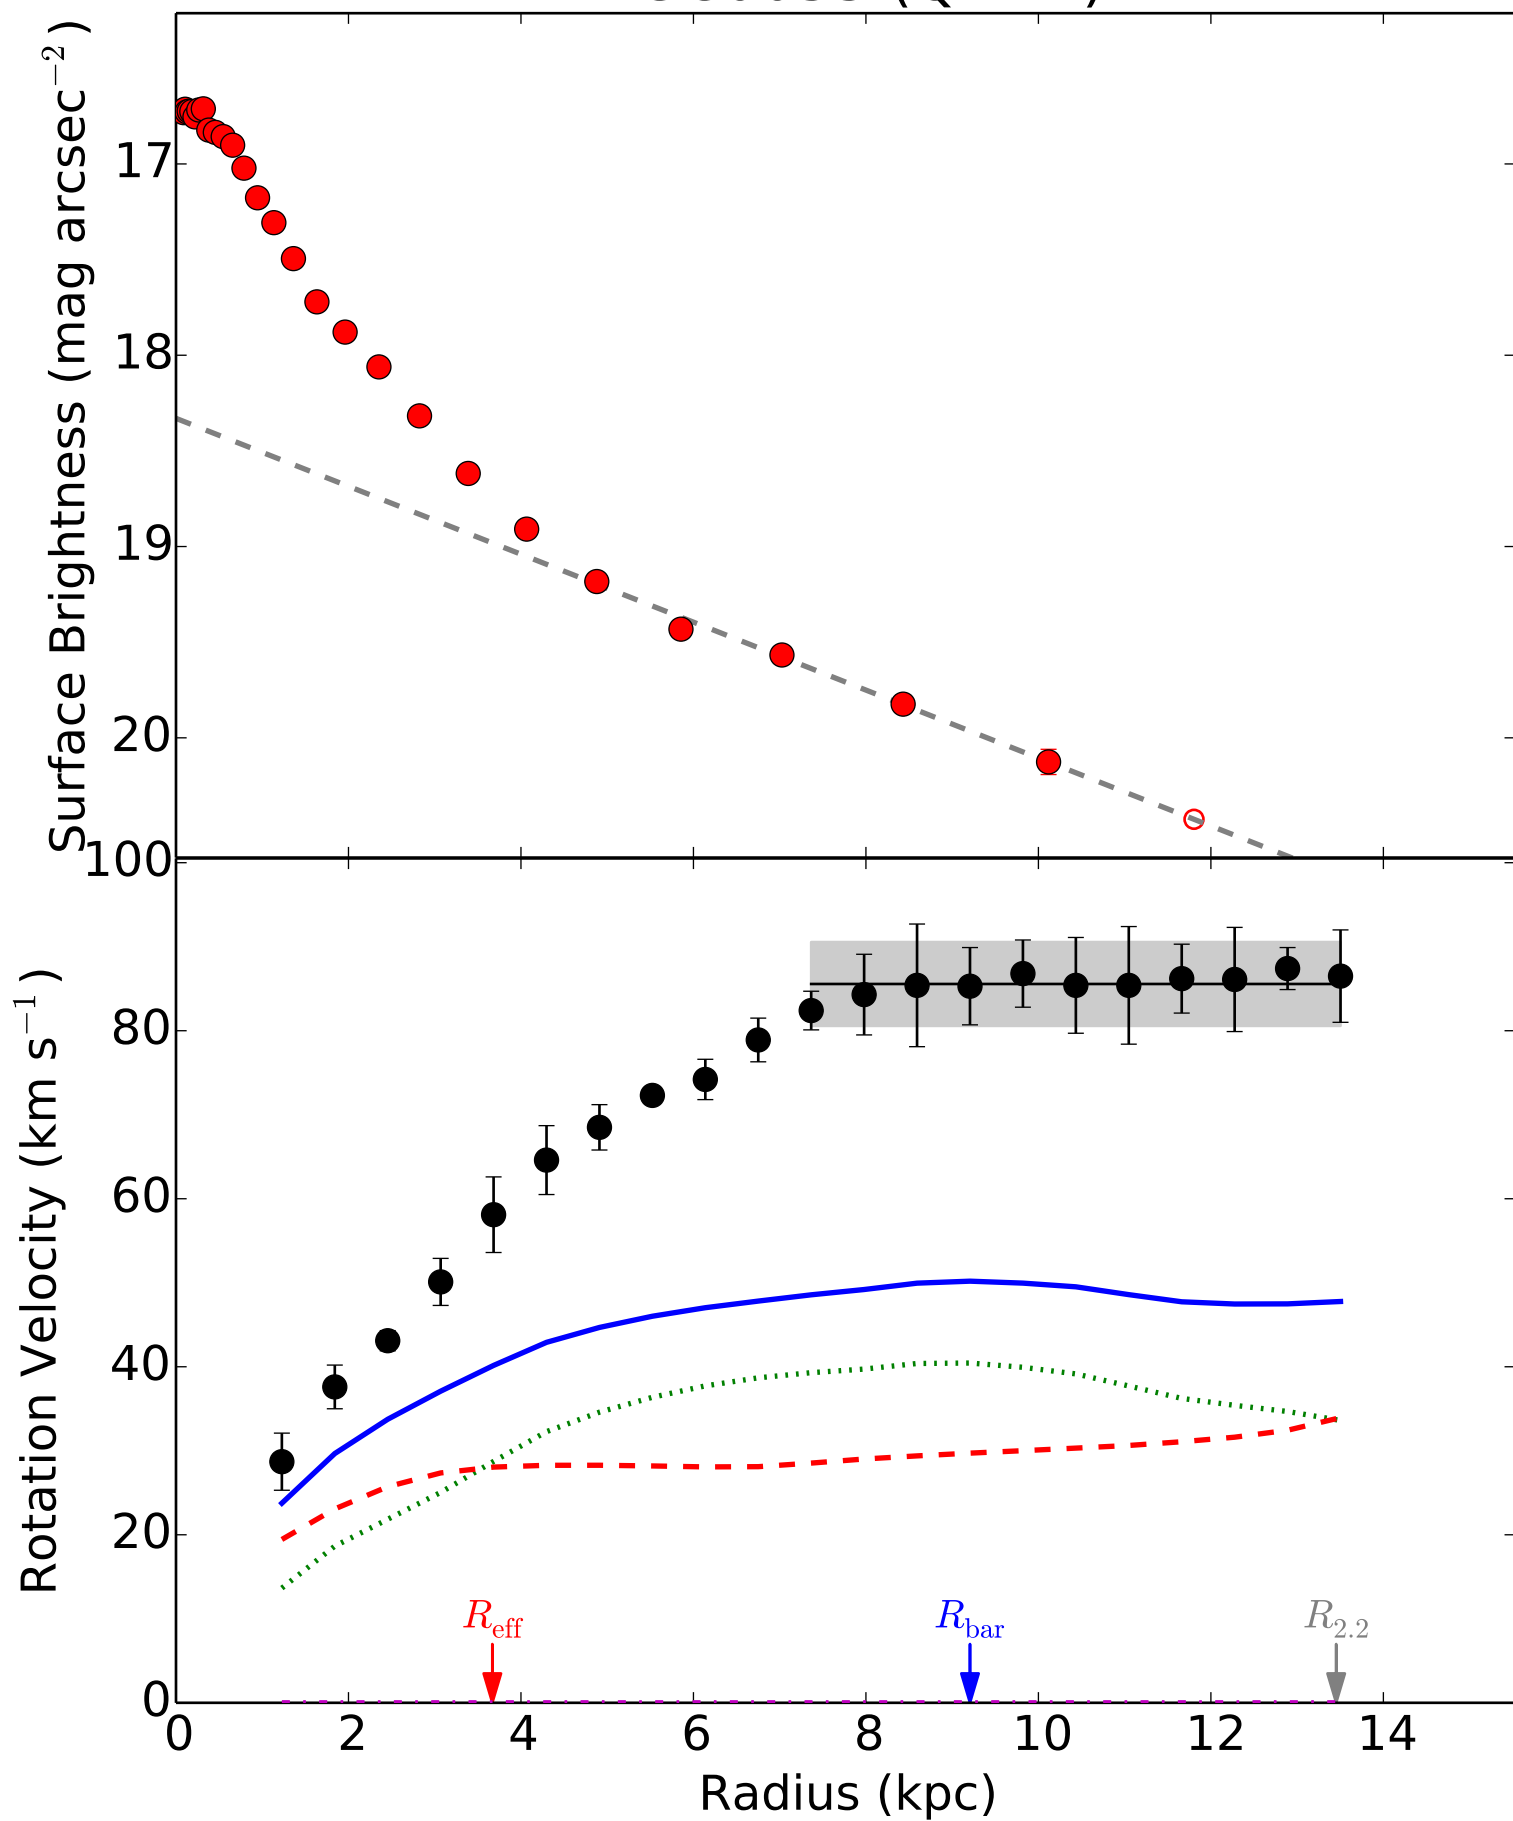 Surface Brightness (mag arcsec⁻²)
17
18
19
20
Rotation Velocity (km s⁻¹)
100
80
60
40
20
0
R_eff
R_bar
R_2.2
0 2 4 6 8 10 12 14
Radius (kpc)